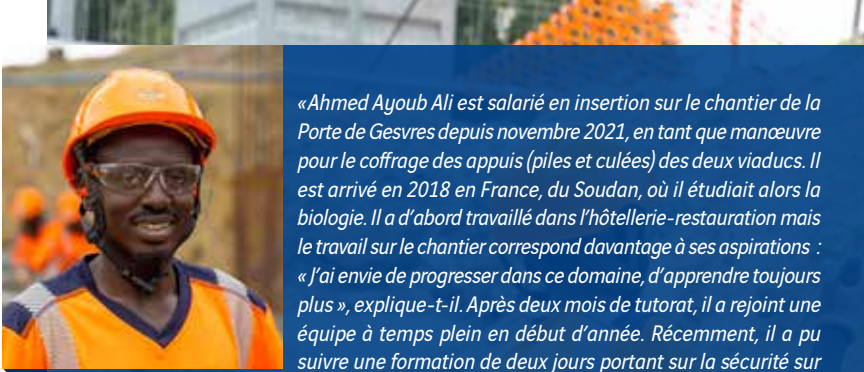 «Ahmed Ayoub Ali est salarié en insertion sur le chantier de la
Porte de Gesvres depuis novembre 2021, en tant que manœuvre
pour le coffrage des appuis (piles et culées) des deux viaducs. Il
est arrivé en 2018 en France, du Soudan, où il étudiait alors la
biologie. Il a d’abord travaillé dans l’hôtellerie-restauration mais
le travail sur le chantier correspond davantage à ses aspirations :
« J’ai envie de progresser dans ce domaine, d’apprendre toujours
plus », explique-t-il. Après deux mois de tutorat, il a rejoint une
équipe à temps plein en début d’année. Récemment, il a pu
suivre une formation de deux jours portant sur la sécurité sur